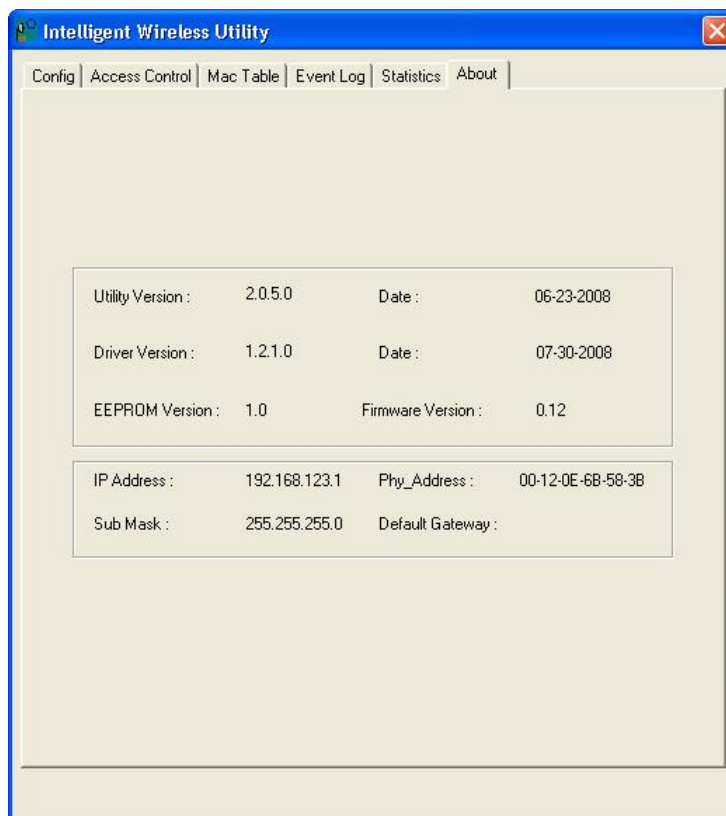 Intelligent Wireless Utility
Config Access Control Mac Table Event Log Statistics About
Utility Version : 2.0.5.0 Date : 06-23-2008
Driver Version : 1.2.1.0 Date : 07-30-2008
EEPROM Version : 1.0 Firmware Version : 0.12
IP Address : 192.168.123.1 Phy_Address : 00-12-0E-6B-58-3B
Sub Mask : 255.255.255.0 Default Gateway :